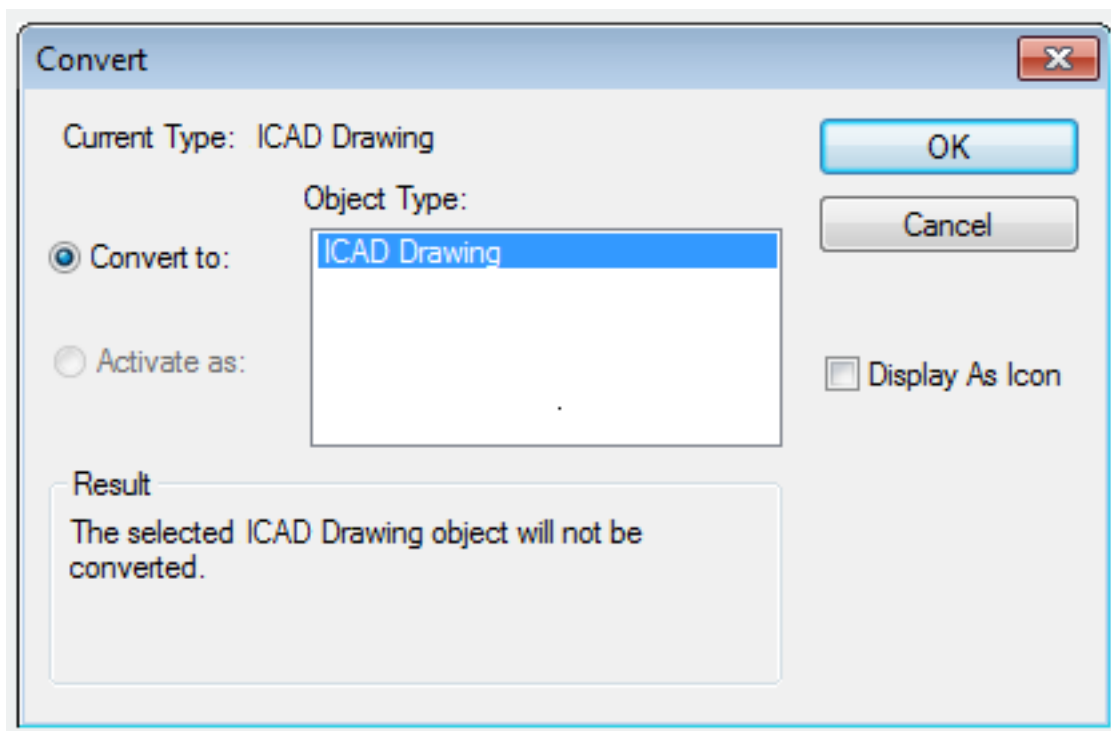 Convert
Current Type: ICAD Drawing
OK
Object Type:
Cancel
Convert to:
ICAD Drawing
Activate as:
Display As Icon
Result
The selected ICAD Drawing object will not be
converted.